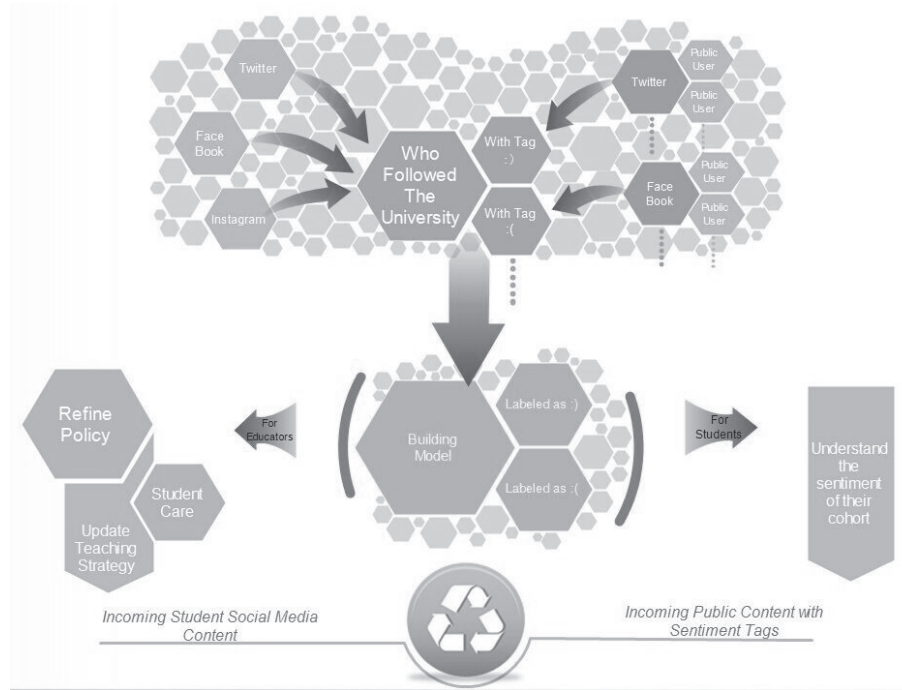 Twitter
Face
Book
Instagram
Who
Followed
The
University
With Tag
:)
With Tag
:(
Twitter
Public
User
Public
User
Face
Book
Public
User
Public
User
Refine
Policy
Student
Care
Update
Teaching
Strategy
For
Educators
Building
Model
Labeled as :)
Labeled as :(
For
Students
Understand
the
sentiment
of their
cohort
Incoming Student Social Media
Content
Incoming Public Content with
Sentiment Tags